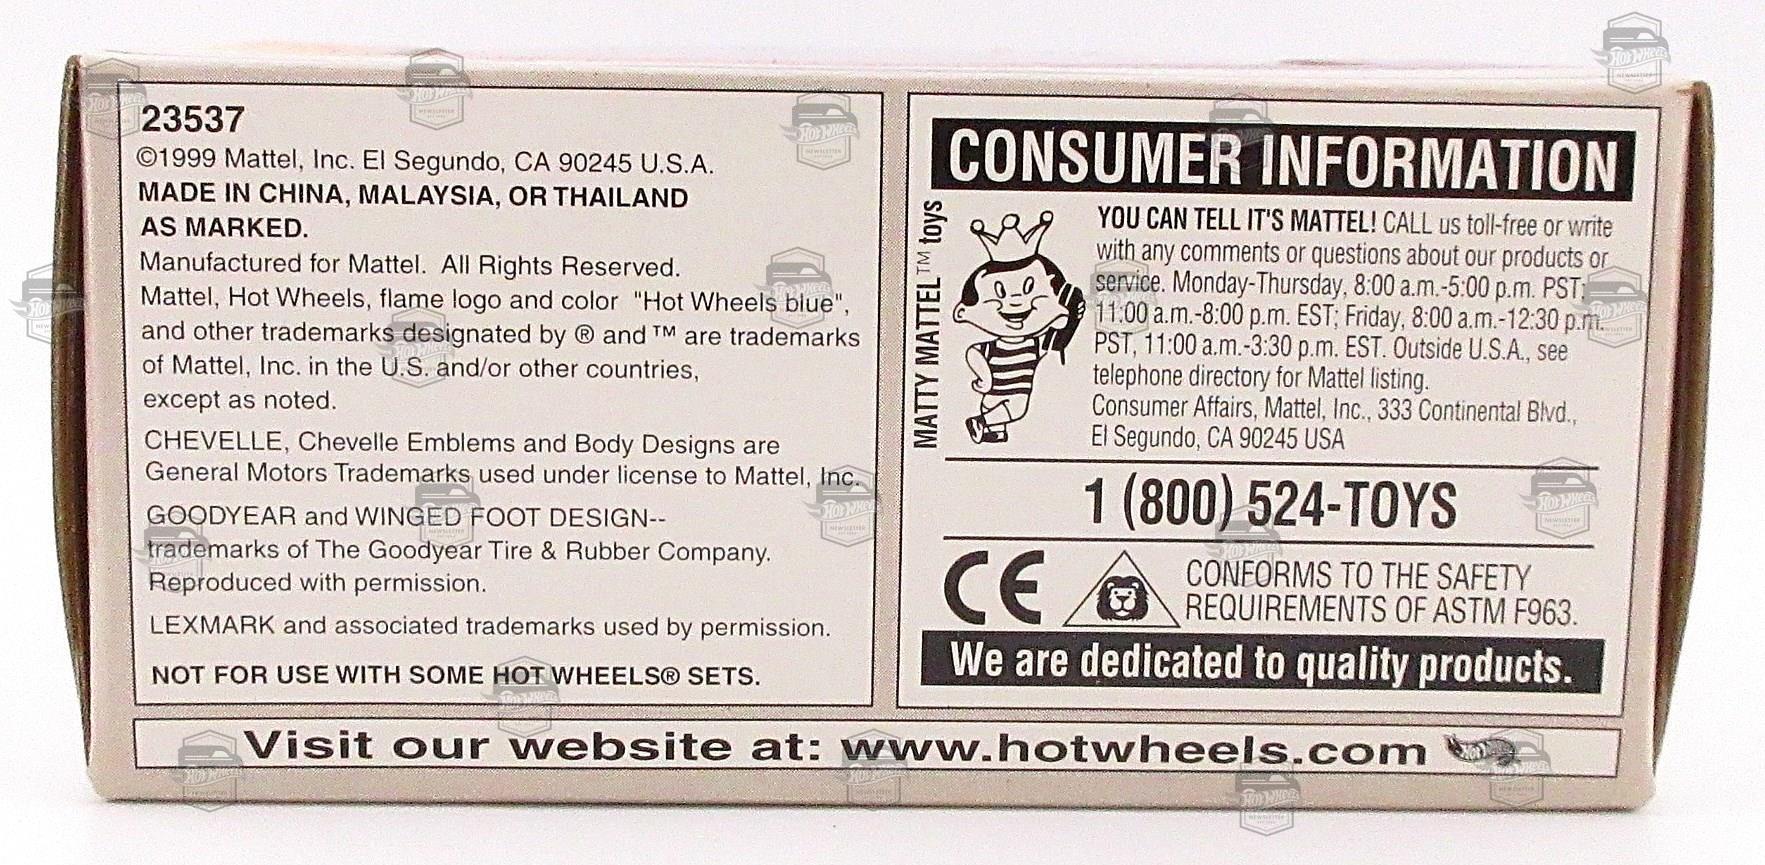 23537
©1999 Mattel, Inc. El Segundo, CA 90245 U.S.A.
MADE IN CHINA, MALAYSIA, OR THAILAND
AS MARKED.
Manufactured for Mattel. All Rights Reserved.
Mattel, Hot Wheels, flame logo and color "Hot Wheels blue",
and other trademarks designated by ® and ™ are trademarks
of Mattel, Inc. in the U.S. and/or other countries,
except as noted.
CHEVELLE, Chevelle Emblems and Body Designs are
General Motors Trademarks used under license to Mattel, Inc.
GOODYEAR and WINGED FOOT DESIGN--
trademarks of The Goodyear Tire & Rubber Company.
Reproduced with permission.
LEXMARK and associated trademarks used by permission.
NOT FOR USE WITH SOME HOT WHEELS® SETS.
CONSUMER INFORMATION
MATTY MATTEL™ toys
YOU CAN TELL IT'S MATTEL! CALL us toll-free or write
with any comments or questions about our products or
service. Monday-Thursday, 8:00 a.m.-5:00 p.m. PST;
11:00 a.m.-8:00 p.m. EST; Friday, 8:00 a.m.-12:30 p.m.
PST, 11:00 a.m.-3:30 p.m. EST. Outside U.S.A., see
telephone directory for Mattel listing.
Consumer Affairs, Mattel, Inc., 333 Continental Blvd.,
El Segundo, CA 90245 USA
1 (800) 524-TOYS
CE
CONFORMS TO THE SAFETY
REQUIREMENTS OF ASTM F963.
We are dedicated to quality products.
Visit our website at: www.hotwheels.com